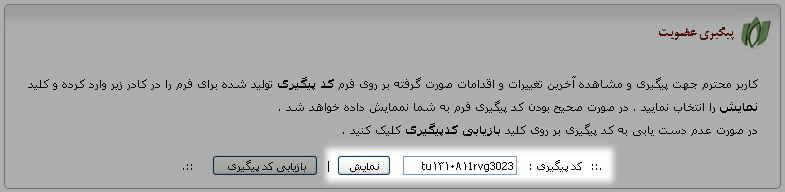 پیگیری عضویت
کاربر محترم جهت پیگیری و مشاهده آخرین تغییرات و اقدامات صورت گرفته بر روی فرم کد پیگیری تولید شده برای فرم را در کادر زیر وارد کرده و کلید
نمایش را انتخاب نمایید . در صورت صحیح بودن کد پیگیری فرم به شما نممایش داده خواهد شد .
در صورت عدم دست یابی به کد پیگیری بر روی کلید بازیابی کدپیگیری کلیک کنید .
.:: کد پیگیری : tu۱۳۱۰۸۱1rvg3023 نمایش | بازیابی کد پیگیری ::.